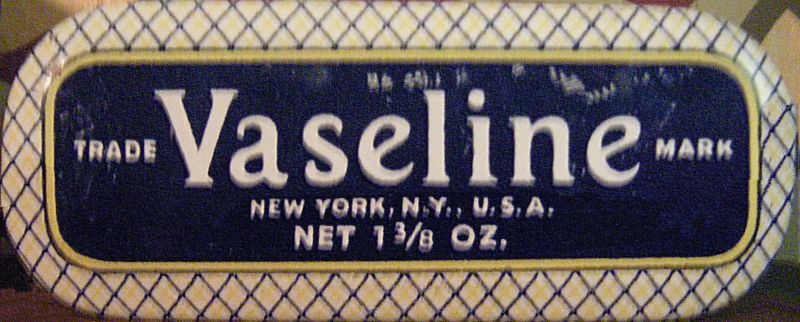 TRADE Vaseline MARK
NEW YORK, N.Y., U.S.A.
NET 1 3/8 OZ.